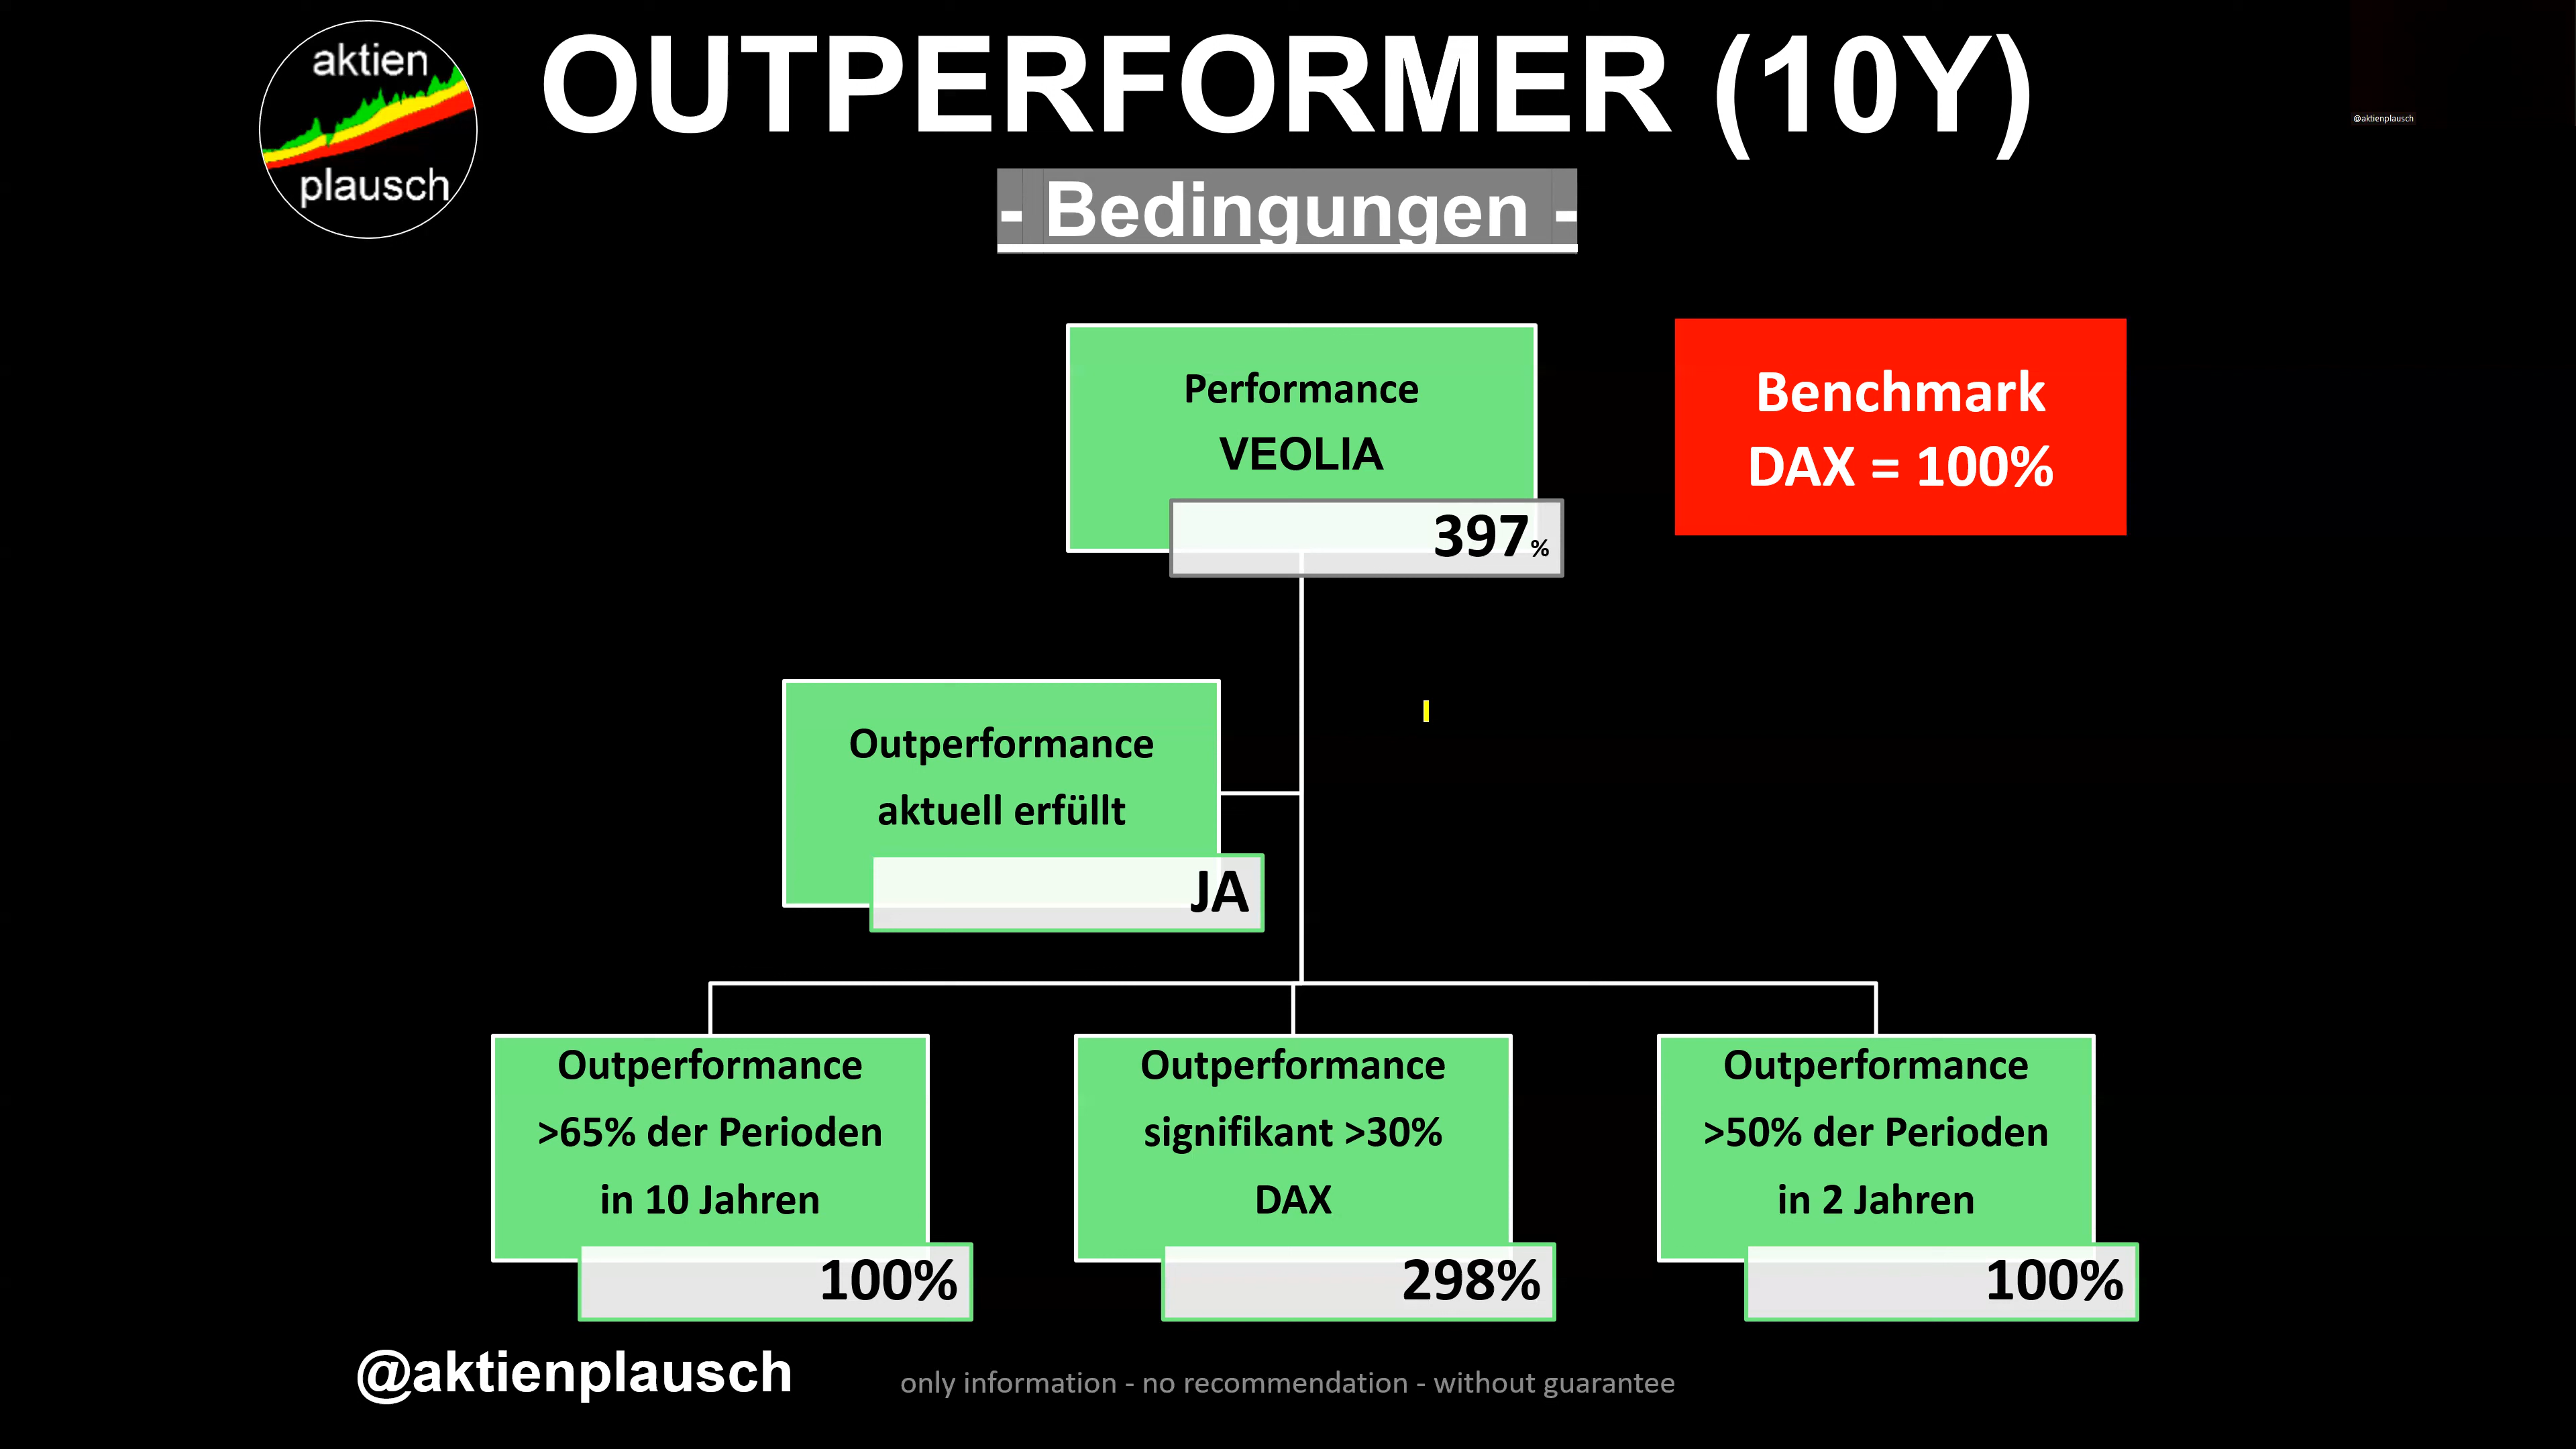 aktien
plausch
OUTPERFORMER (10Y)
- Bedingungen -
@aktienplausch
Performance
VEOLIA
397%
Benchmark
DAX = 100%
Outperformance
aktuell erfüllt
JA
Outperformance
>65% der Perioden
in 10 Jahren
100%
Outperformance
signifikant >30%
DAX
298%
Outperformance
>50% der Perioden
in 2 Jahren
100%
@aktienplausch
only information - no recommendation - without guarantee